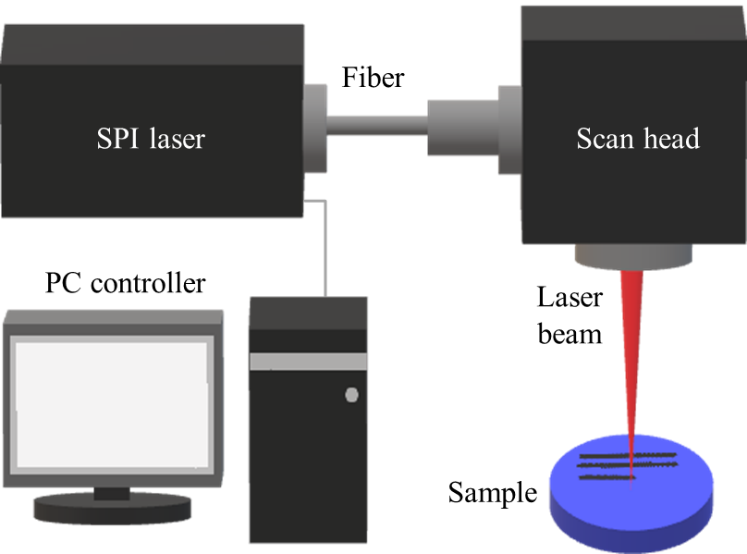 Fiber
SPI laser
Scan head
PC controller
Laser
beam
Sample